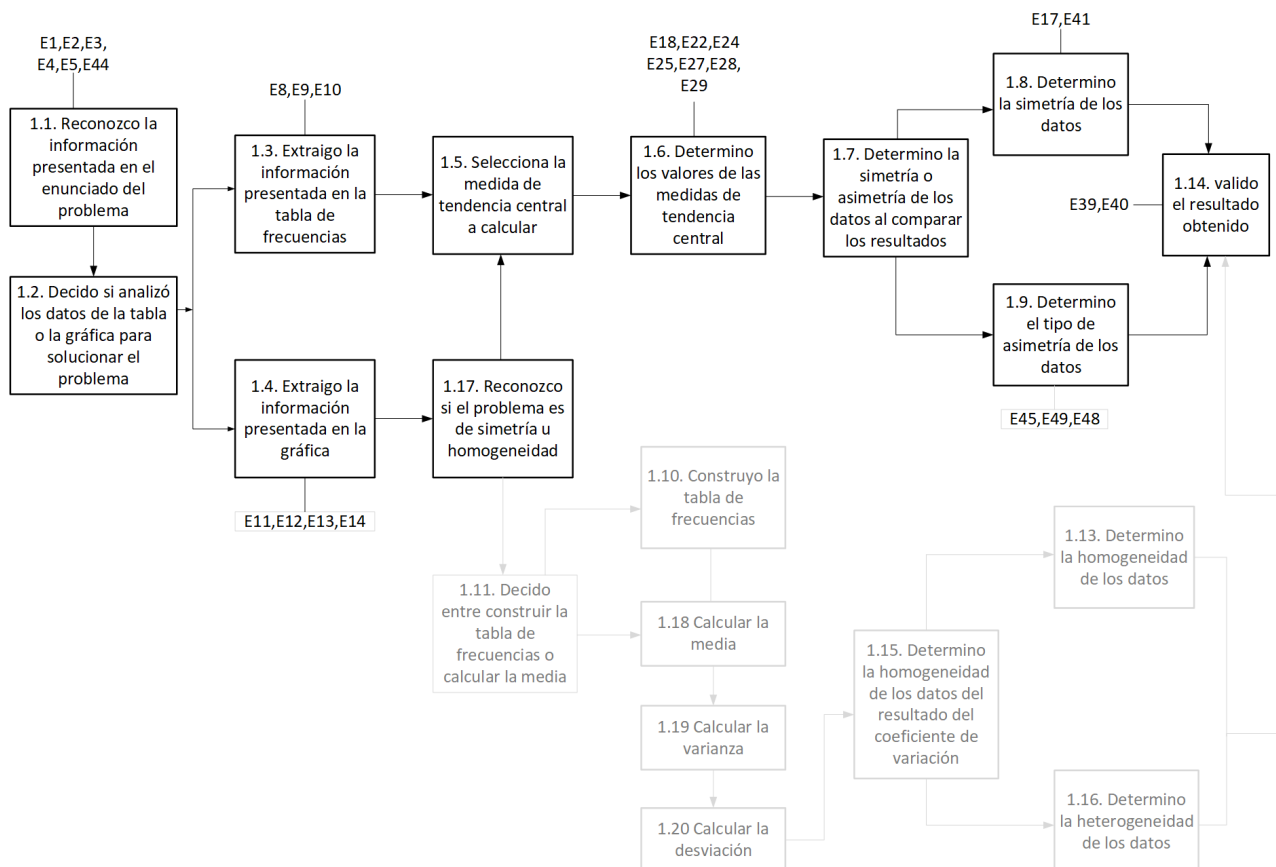 E1,E2,E3,
E4,E5,E44
1.1. Reconozco la
información
presentada en el
enunciado del
problema
1.2. Decido si analizó
los datos de la tabla
o la gráfica para
solucionar el
problema
E8,E9,E10
1.3. Extraigo la
información
presentada en la
tabla de
frecuencias
1.4. Extraigo la
información
presentada en la
gráfica
E11,E12,E13,E14
1.5. Selecciona la
medida de
tendencia central
a calcular
1.17. Reconozco
si el problema es
de simetría u
homogeneidad
E18,E22,E24
E25,E27,E28,
E29
1.6. Determino
los valores de las
medidas de
tendencia
central
1.7. Determino la
simetría o
asimetría de los
datos al comparar
los resultados
E17,E41
1.8. Determino
la simetría de los
datos
1.9. Determino
el tipo de
asimetría de los
datos
E45,E49,E48
E39,E40
1.14. valido
el resultado
obtenido
1.11. Decido
entre construir la
tabla de
frecuencias o
calcular la media
1.10. Construyo la
tabla de
frecuencias
1.18 Calcular la
media
1.19 Calcular la
varianza
1.20 Calcular la
desviación
1.15. Determino
la homogeneidad
de los datos del
resultado del
coeficiente de
variación
1.13. Determino
la homogeneidad
de los datos
1.16. Determino
la heterogeneidad
de los datos